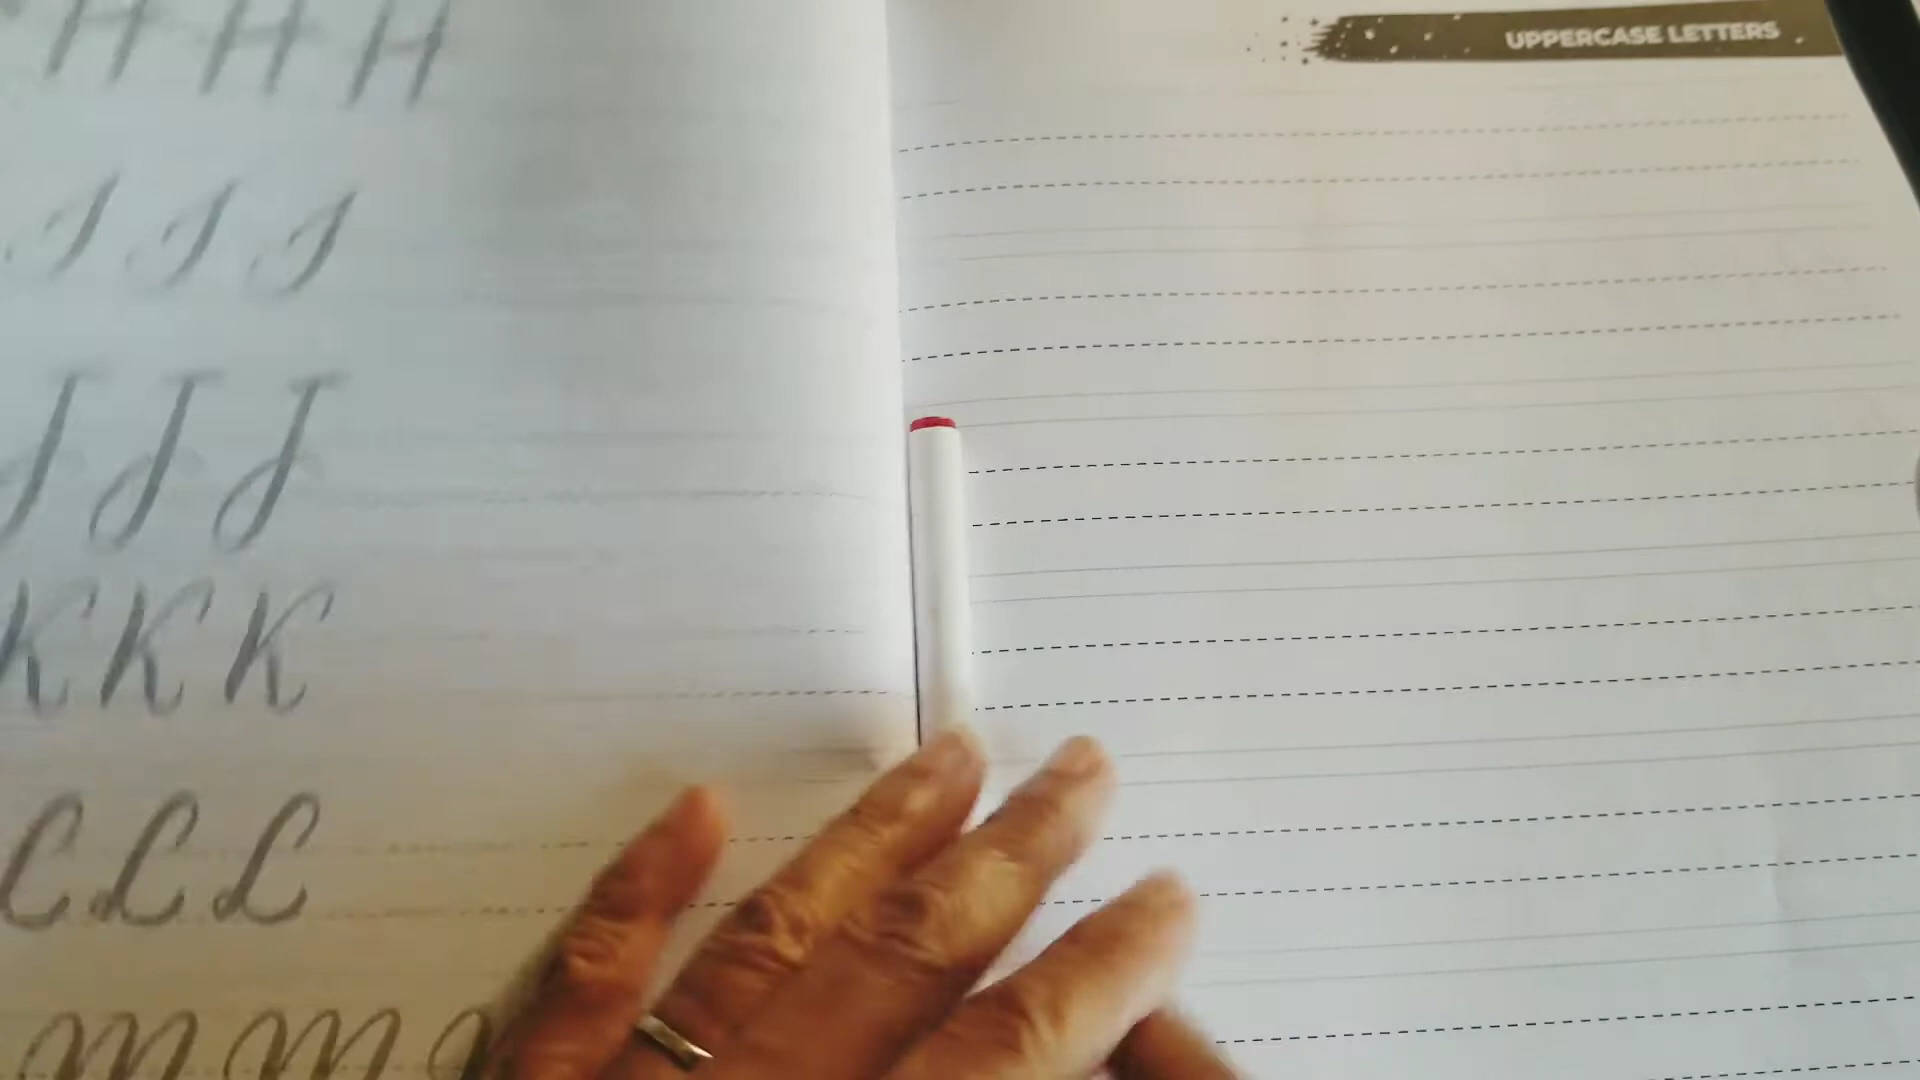 UPPERCASE LETTERS
H H H
I I I
J J J
K K K
L L L
M M